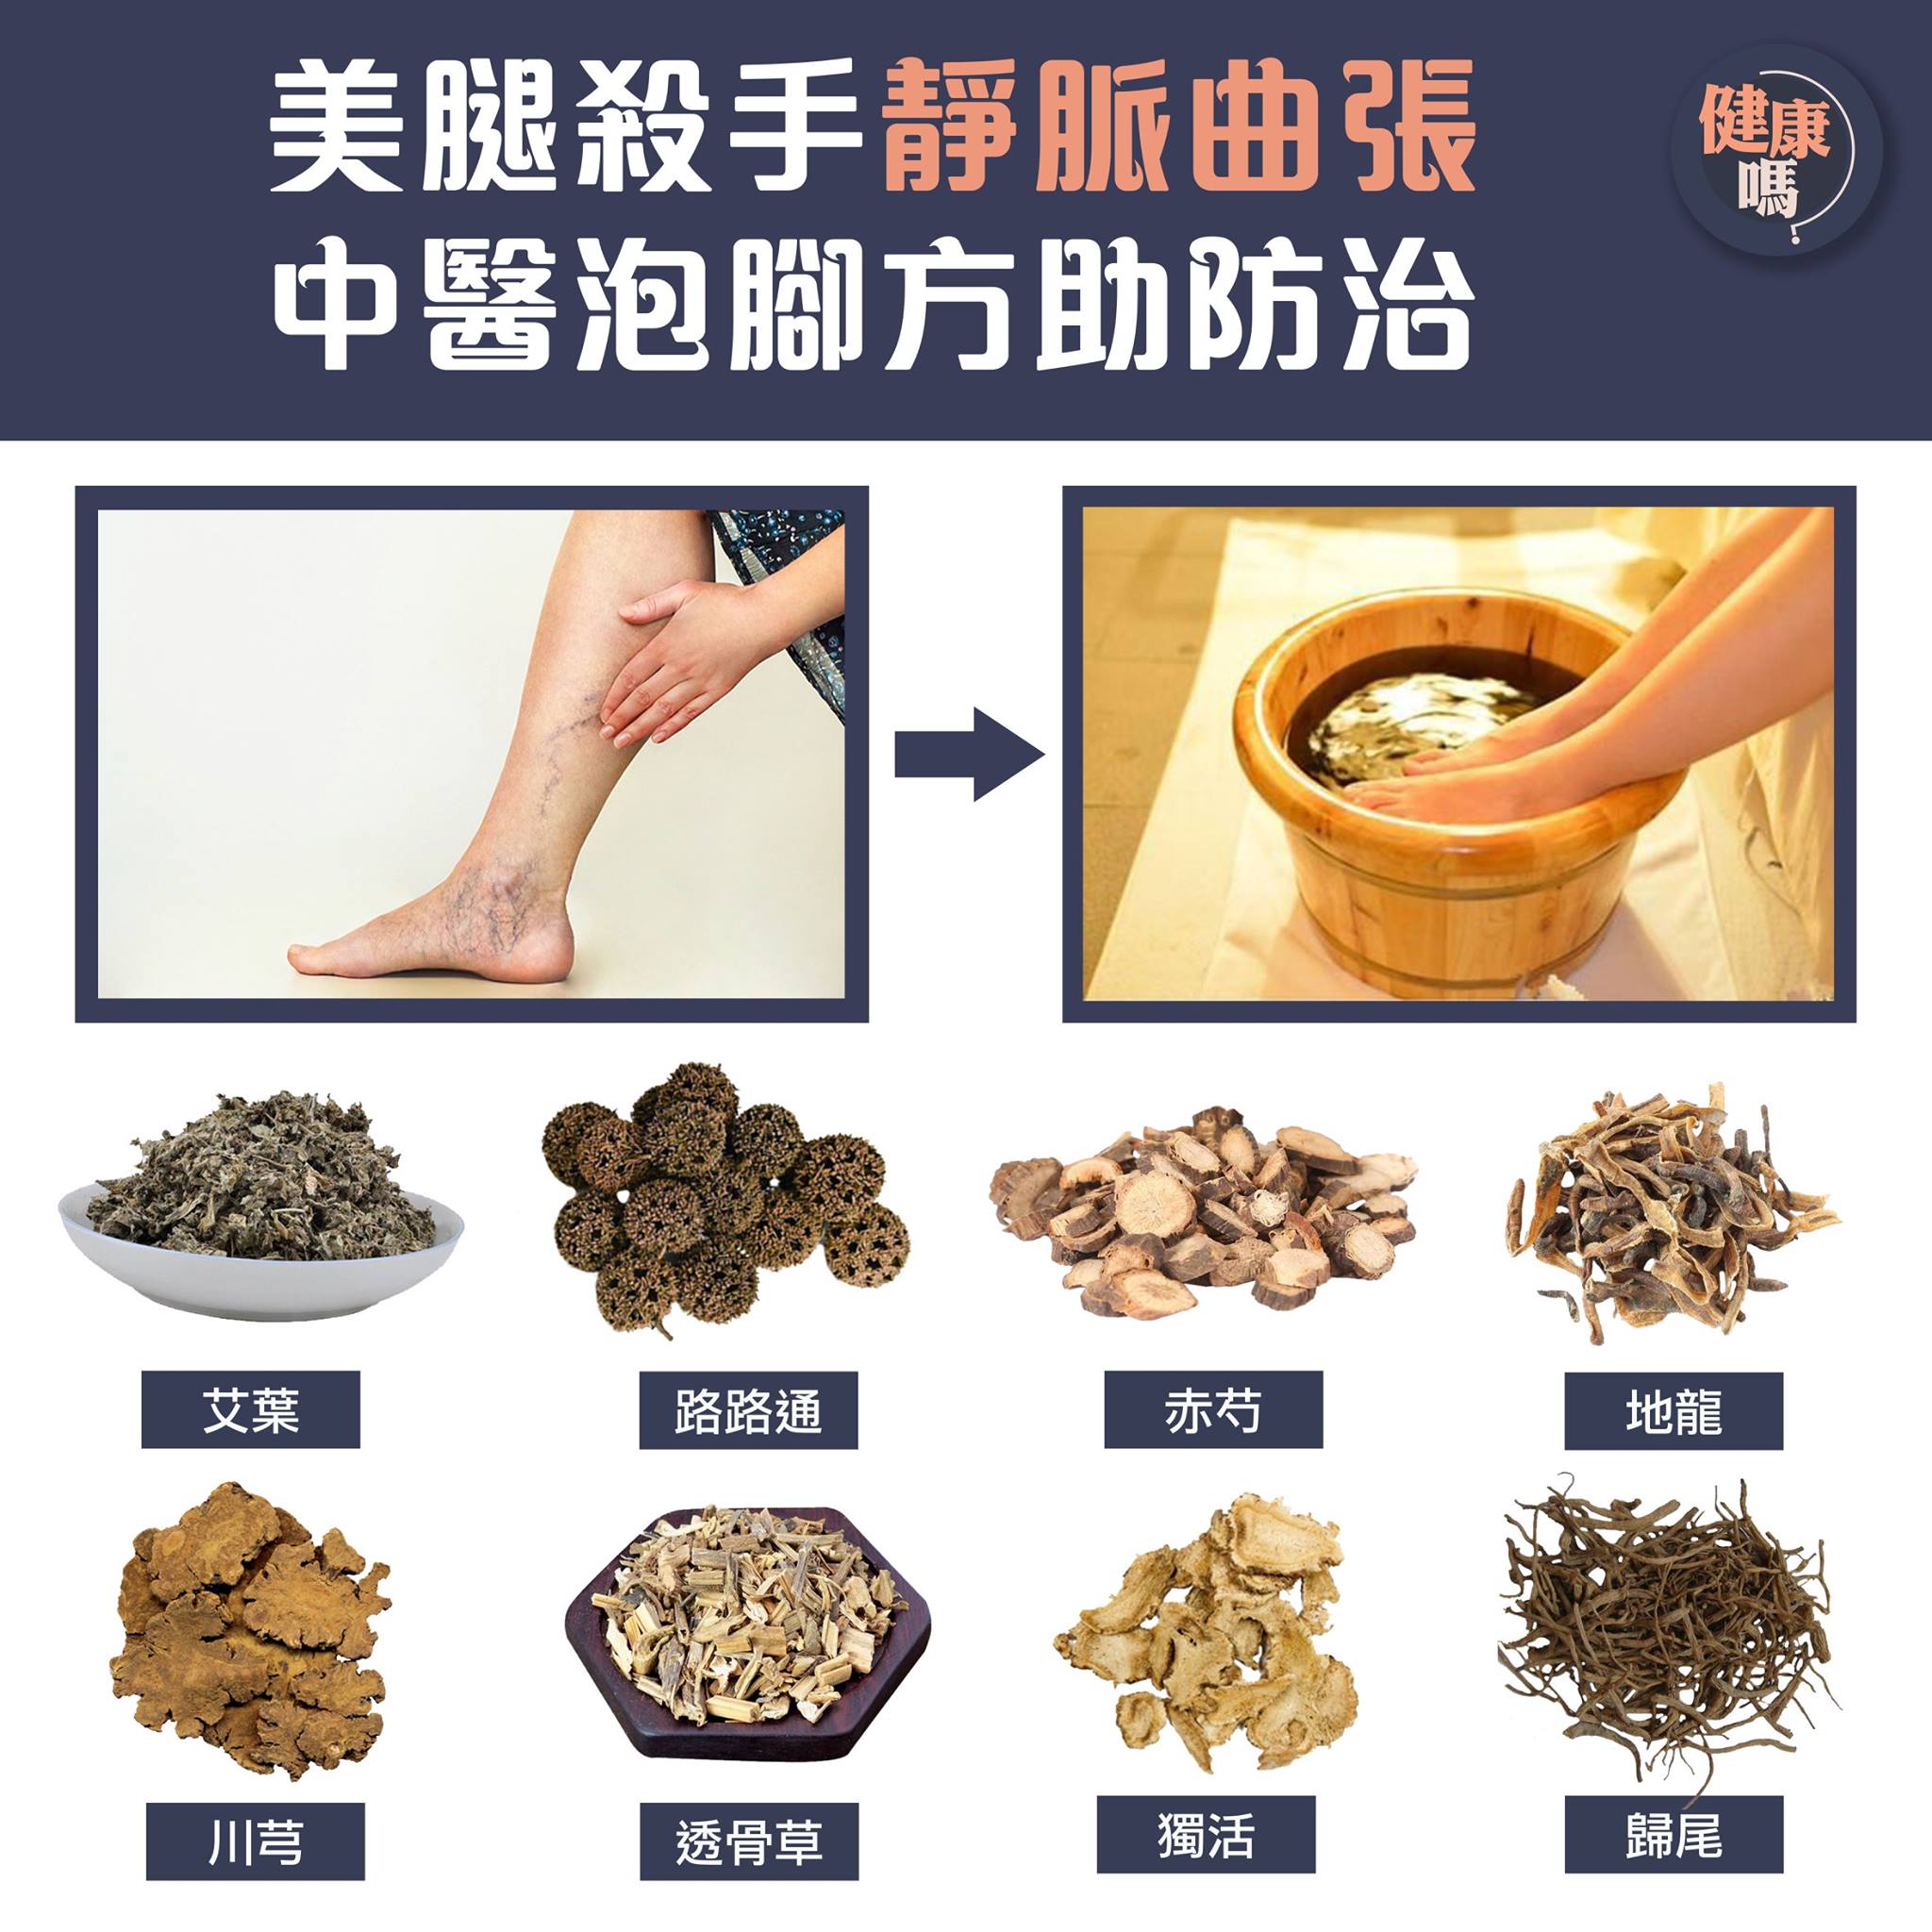 美腿殺手靜脈曲張
中醫泡腳方助防治
健康
嗎
艾葉
路路通
赤芍
地龍
川芎
透骨草
獨活
歸尾